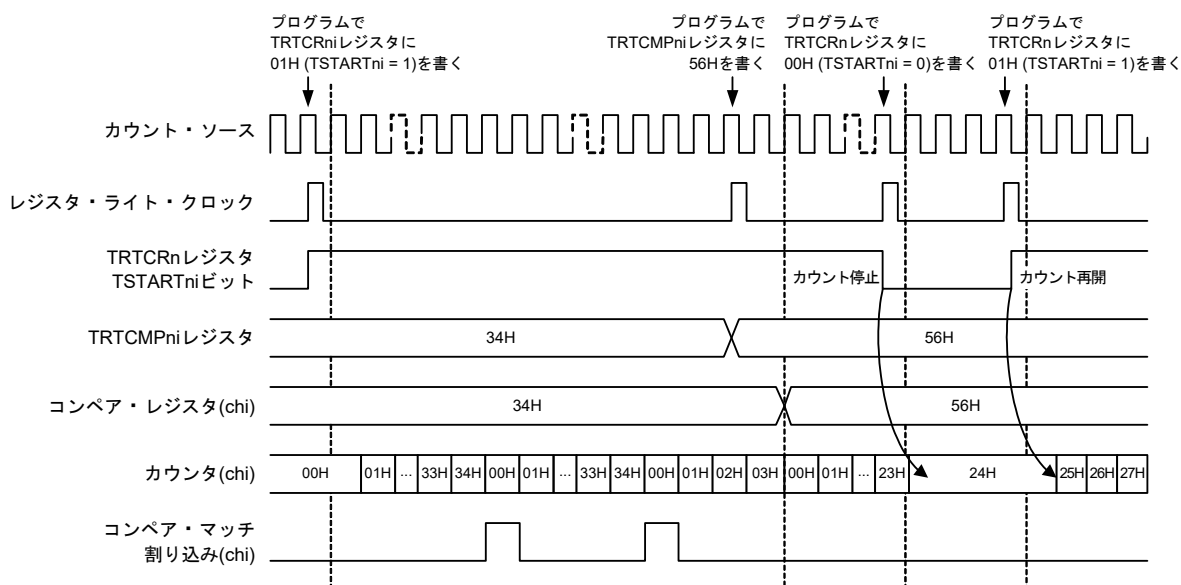 プログラムで
TRTCRniレジスタに
01H (TSTARTni = 1)を書く
プログラムで
TRTCMPniレジスタに
56Hを書く
プログラムで
TRTCRnレジスタに
00H (TSTARTni = 0)を書く
プログラムで
TRTCRnレジスタに
01H (TSTARTni = 1)を書く
カウント・ソース
レジスタ・ライト・クロック
TRTCRnレジスタ
TSTARTniビット
カウント停止
カウント再開
TRTCMPniレジスタ
34H
56H
コンペア・レジスタ(chi)
34H
56H
カウンタ(chi)
00H 01H ... 33H 34H 00H 01H ... 33H 34H 00H 01H 02H 03H 00H 01H ... 23H 24H 25H 26H 27H
コンペア・マッチ
割り込み(chi)